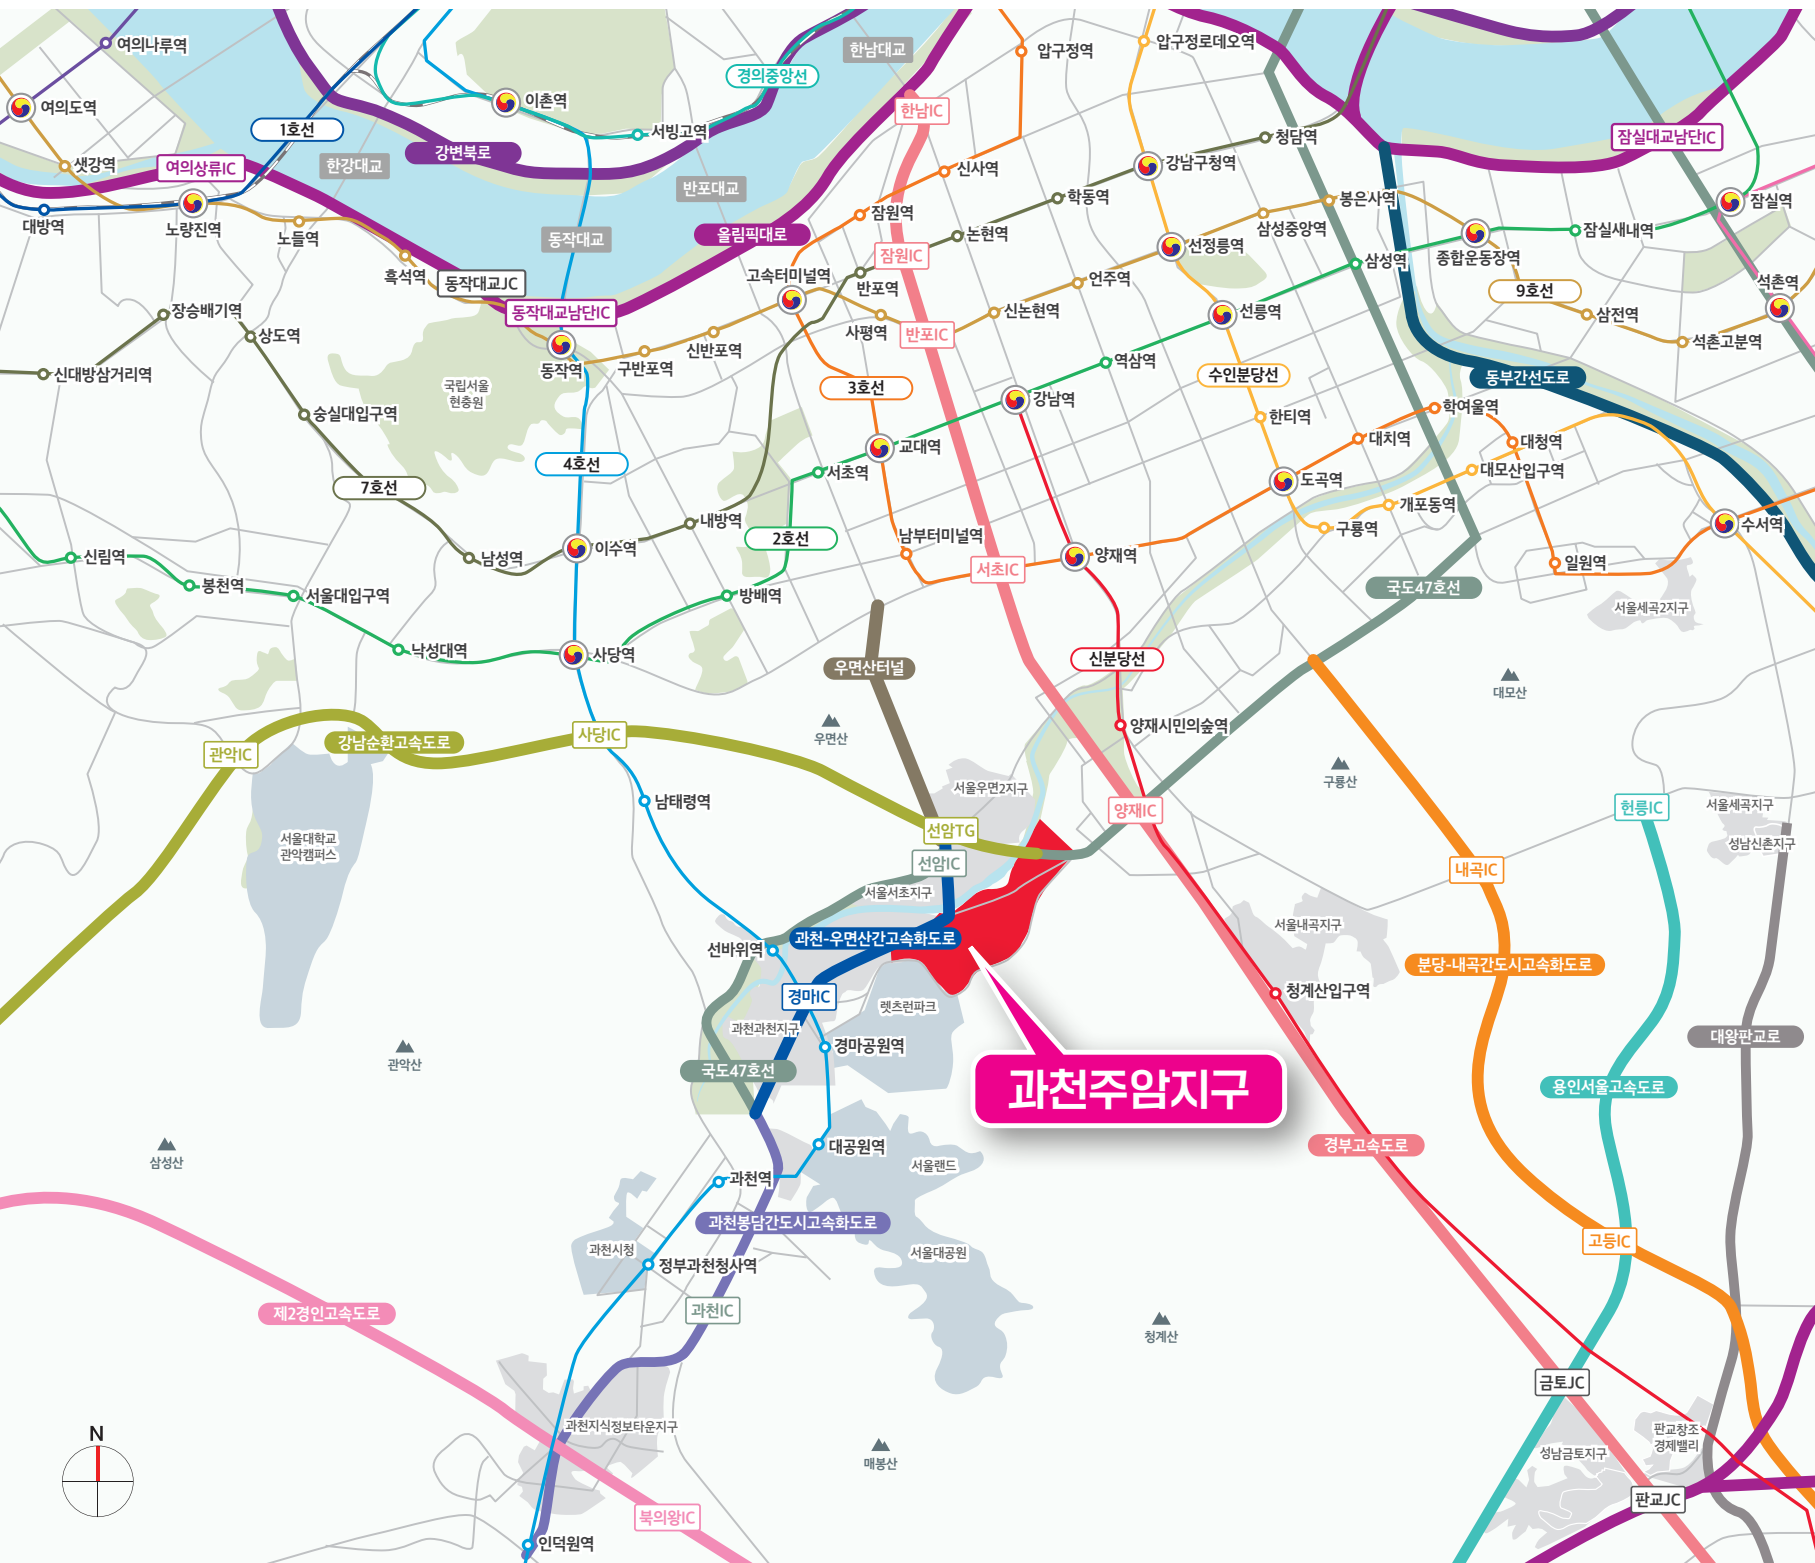 여의나루역
여의도역
샛강역
대방역
노량진역
1호선
여의상류IC
한강대교
강변북로
이촌역
서빙고역
경의중앙선
한남대교
한남IC
압구정역
압구정로데오역
청담역
잠실대교남단IC
반포대교
동작대교
올림픽대로
신사역
잠원역
학동역
강남구청역
잠원IC
논현역
선정릉역
삼성중앙역
봉은사역
삼성역
종합운동장역
잠실새내역
잠실역
석촌역
노들역
흑석역
동작대교JC
동작대교남단IC
고속터미널역
반포역
사평역
반포IC
신논현역
언주역
선릉역
9호선
삼전역
석촌고분역
장승배기역
상도역
신대방삼거리역
숭실대입구역
국립서울
현충원
동작역
구반포역
신반포역
3호선
역삼역
강남역
수인분당선
한티역
동부간선도로
학여울역
대치역
대청역
대모산입구역
도곡역
개포동역
구룡역
수서역
일원역
4호선
7호선
교대역
서초역
내방역
2호선
남부터미널역
양재역
서초IC
국도47호선
서울세곡2지구
신림역
봉천역
서울대입구역
낙성대역
남성역
이수역
사당역
방배역
우면산터널
신분당선
대모산
양재시민의숲역
구룡산
우면산
관악IC
강남순환고속도로
사당IC
남태령역
서울우면2지구
양재IC
헌릉IC
서울세곡지구
성남신촌지구
서울대학교
관악캠퍼스
선암TG
선암IC
서울서초지구
내곡IC
서울내곡지구
선바위역
과천-우면산간고속화도로
분당-내곡간도시고속화도로
청계산입구역
경마IC
렛츠런파크
과천과천지구
경마공원역
관악산
국도47호선
과천주암지구
대왕판교로
용인서울고속도로
삼성산
대공원역
서울랜드
경부고속도로
과천역
과천봉담간도시고속화도로
과천시청
정부과천청사역
서울대공원
고등IC
제2경인고속도로
과천IC
청계산
금토JC
과천지식정보타운지구
판교창조
경제밸리
성남금토지구
매봉산
판교JC
북의왕IC
인덕원역
N